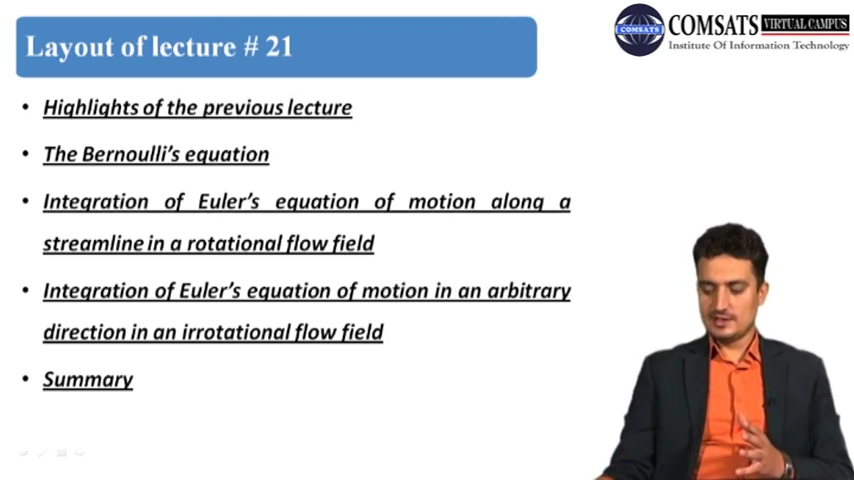 Layout of lecture # 21
COMSATS
COMSATS VIRTUAL CAMPUS
Institute Of Information Technology
• Highlights of the previous lecture
• The Bernoulli's equation
• Integration of Euler's equation of motion along a
streamline in a rotational flow field
• Integration of Euler's equation of motion in an arbitrary
direction in an irrotational flow field
• Summary